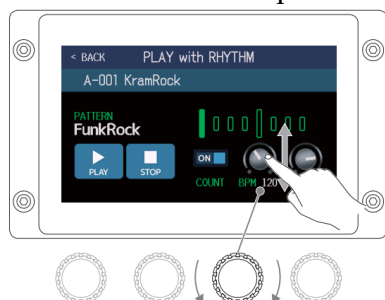 < BACK PLAY with RHYTHM
A-001 KramRock
PATTERN
FunkRock
ON
PLAY STOP
COUNT BPM 120